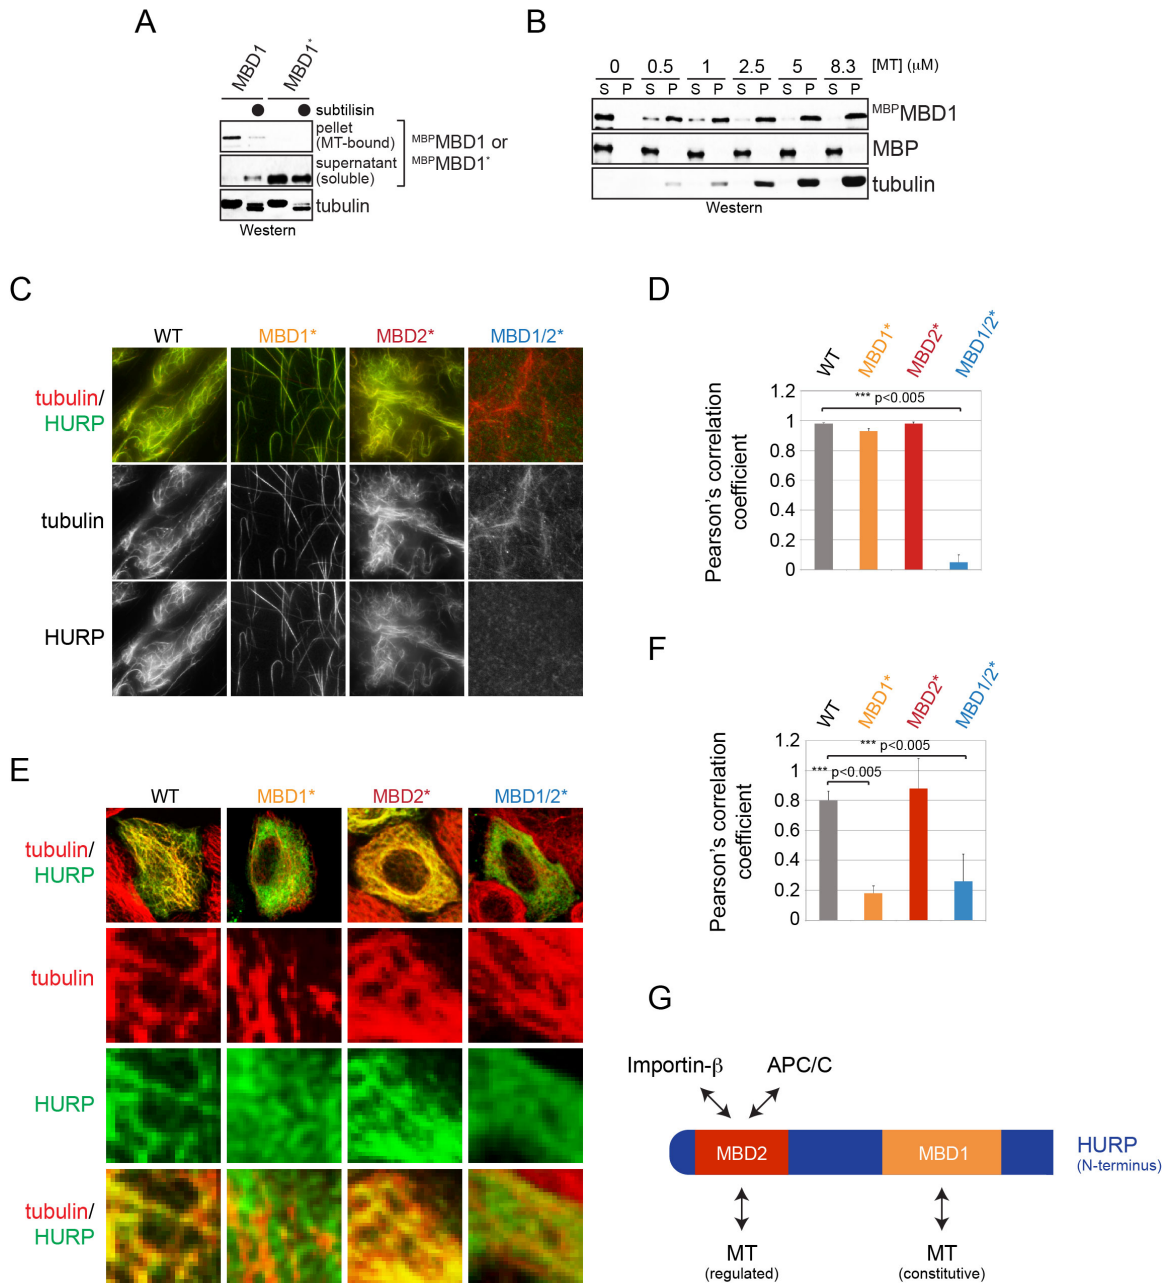 A
MBD1
MBD1*
subtilisin
pellet
(MT-bound)
supernatant
(soluble)
MBPMBD1 or
MBPMBD1*
tubulin
Western
B
0 0.5 1 2.5 5 8.3 [MT] (μM)
S P S P S P S P S P S P
MBPMBD1
MBP
tubulin
Western
C
WT MBD1* MBD2* MBD1/2*
tubulin/
HURP
tubulin
HURP
D
WT MBD1* MBD2* MBD1/2*
Pearson's correlation
coefficient
1.2
1
0.8
0.6
0.4
0.2
0
*** p<0.005
E
WT MBD1* MBD2* MBD1/2*
tubulin/
HURP
tubulin
HURP
tubulin/
HURP
F
WT MBD1* MBD2* MBD1/2*
Pearson's correlation
coefficient
1.2
1
0.8
0.6
0.4
0.2
0
*** p<0.005
*** p<0.005
G
Importin-β APC/C
MBD2 MBD1
HURP
(N-terminus)
MT MT
(regulated) (constitutive)